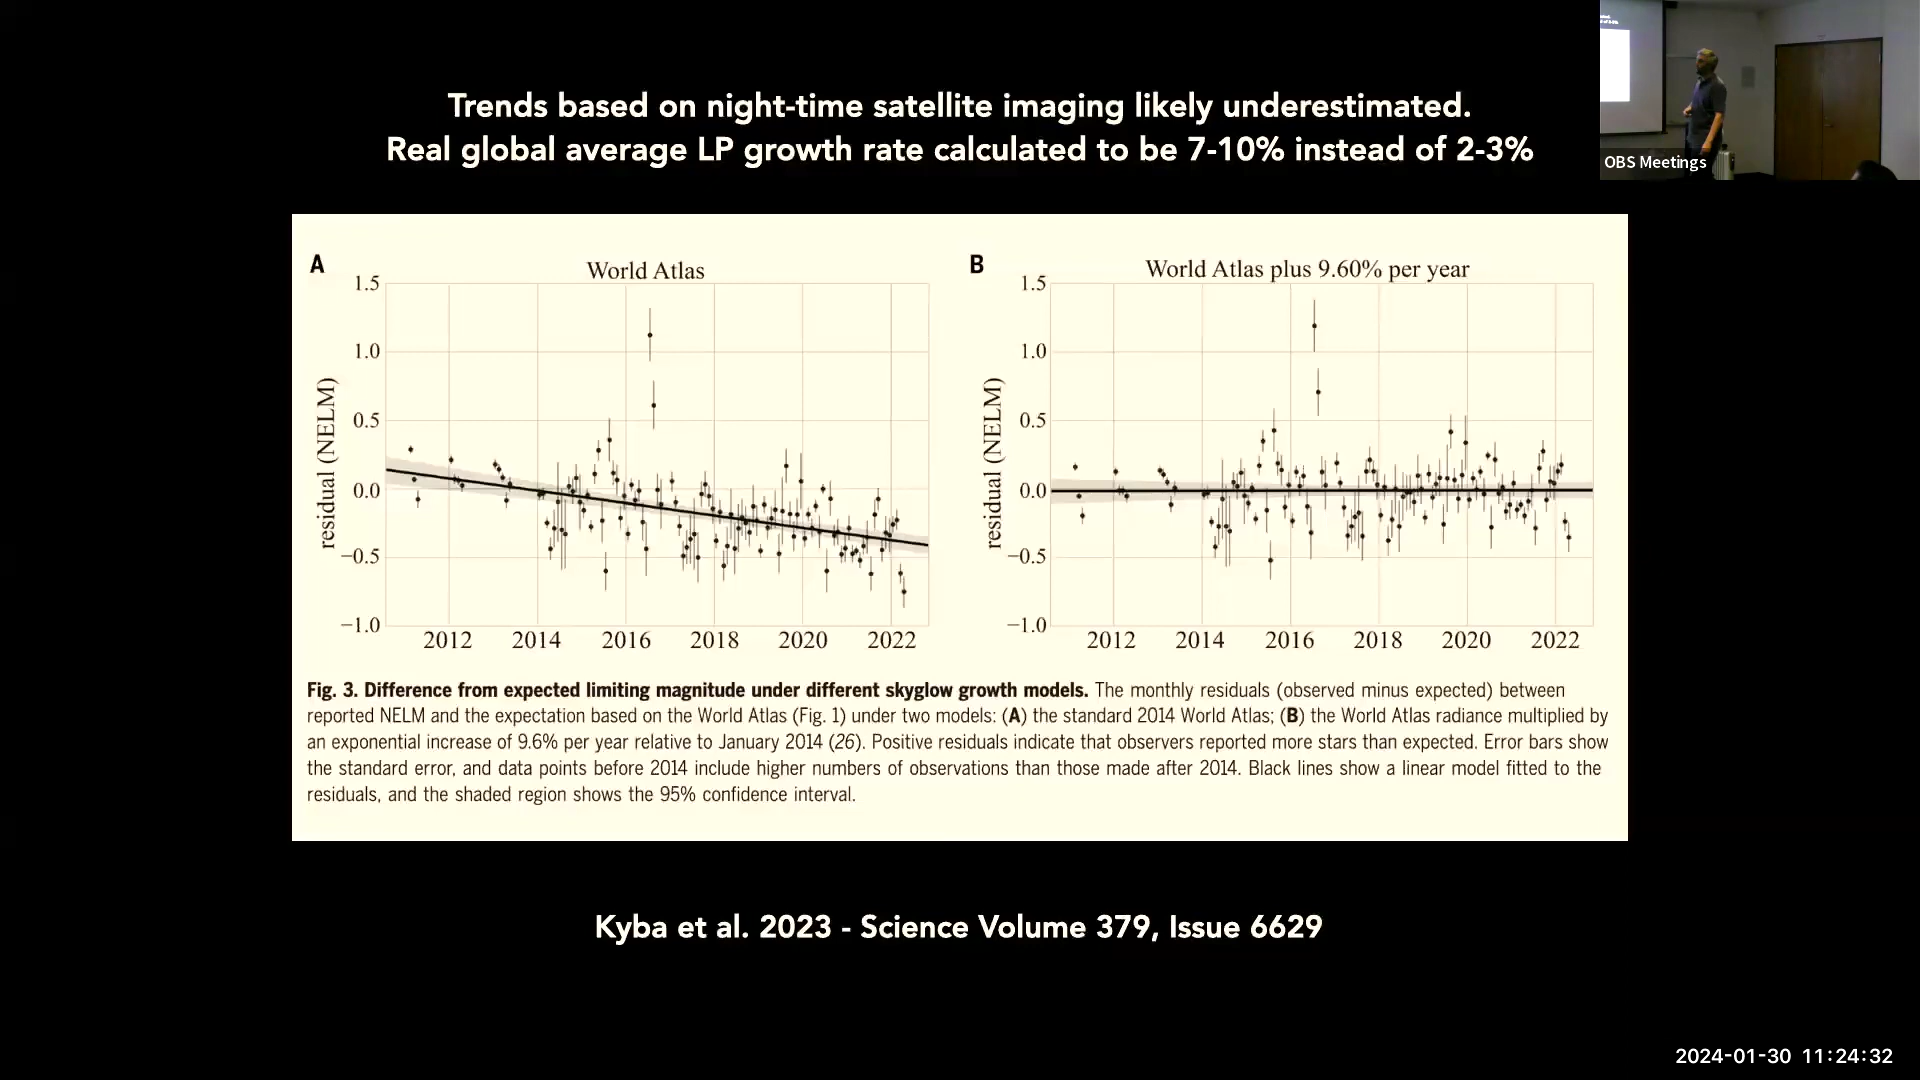 Trends based on night-time satellite imaging likely underestimated.
Real global average LP growth rate calculated to be 7-10% instead of 2-3%
OBS Meetings
A
World Atlas
1.5
1.0
0.5
0.0
−0.5
−1.0
residual (NELM)
2012 2014 2016 2018 2020 2022
B
World Atlas plus 9.60% per year
1.5
1.0
0.5
0.0
−0.5
−1.0
residual (NELM)
2012 2014 2016 2018 2020 2022
Fig. 3. Difference from expected limiting magnitude under different skyglow growth models. The monthly residuals (observed minus expected) between
reported NELM and the expectation based on the World Atlas (Fig. 1) under two models: (A) the standard 2014 World Atlas; (B) the World Atlas radiance multiplied by
an exponential increase of 9.6% per year relative to January 2014 (26). Positive residuals indicate that observers reported more stars than expected. Error bars show
the standard error, and data points before 2014 include higher numbers of observations than those made after 2014. Black lines show a linear model fitted to the
residuals, and the shaded region shows the 95% confidence interval.
Kyba et al. 2023 - Science Volume 379, Issue 6629
2024-01-30 11:24:32